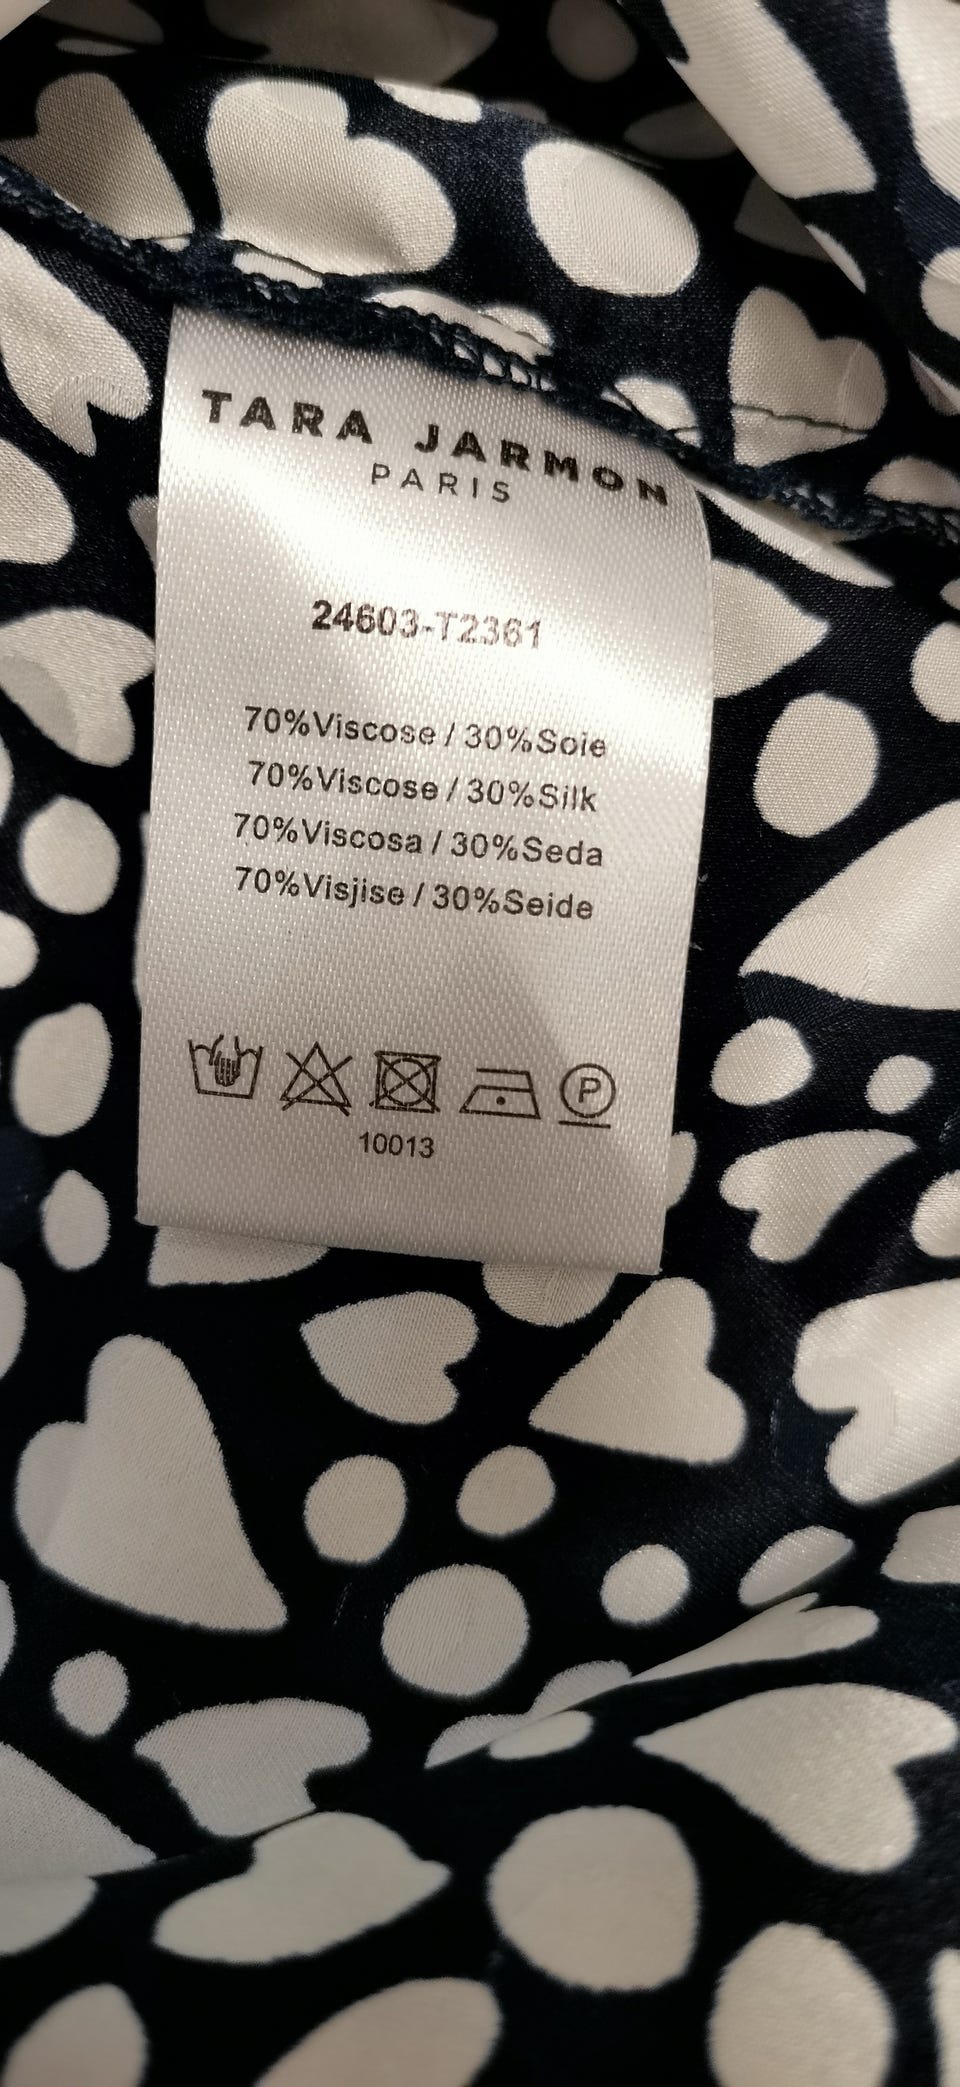 TARA JARMON
PARIS
24603-T2361
70%Viscose / 30%Soie
70%Viscose / 30%Silk
70%Viscosa / 30%Seda
70%Visjise / 30%Seide
P
10013